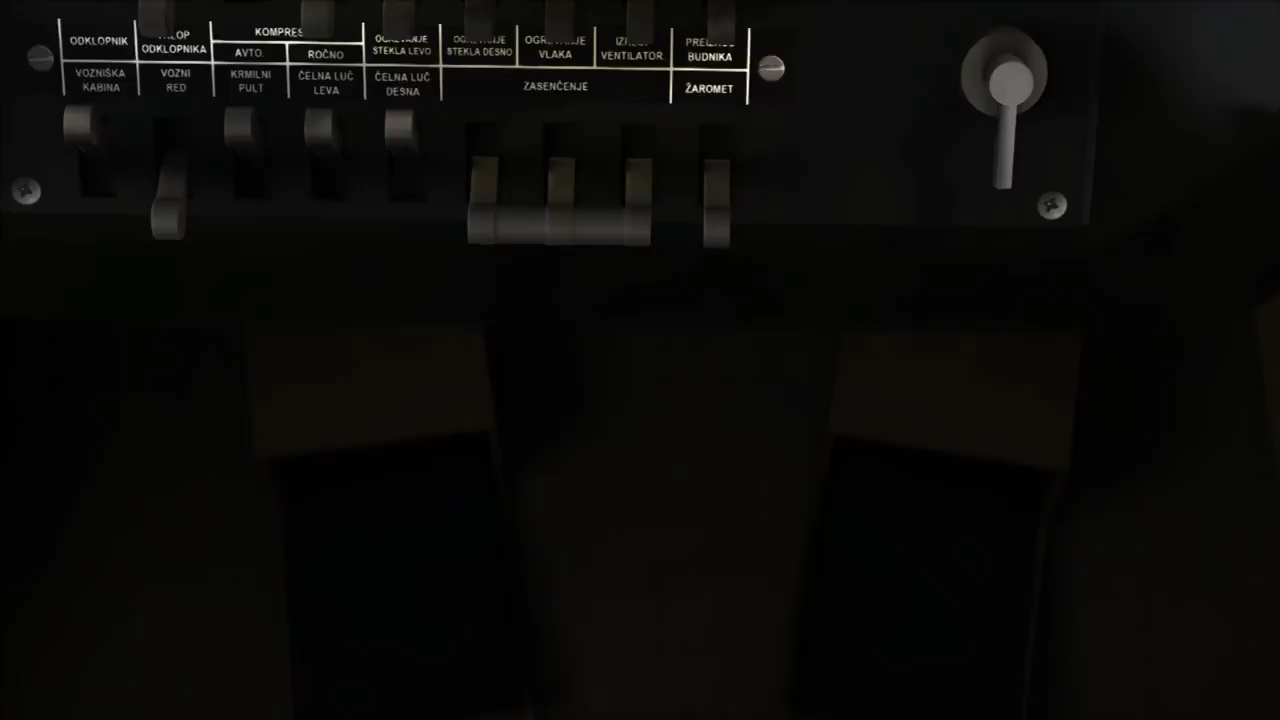 ODKLOPNIK
ODKLOPNIKA
AVTO.
ROČNO
STEKLA LEVO
STEKLA DESNO
VLAKA
VENTILATOR.
BUDNIKA
VOZNIŠKA
KABINA
VOZNI
RED
KRMILNI
PULT
ČELNA LUČ
LEVA
ČELNA LUČ
DESNA
ZASENČENJE
ŽAROMET